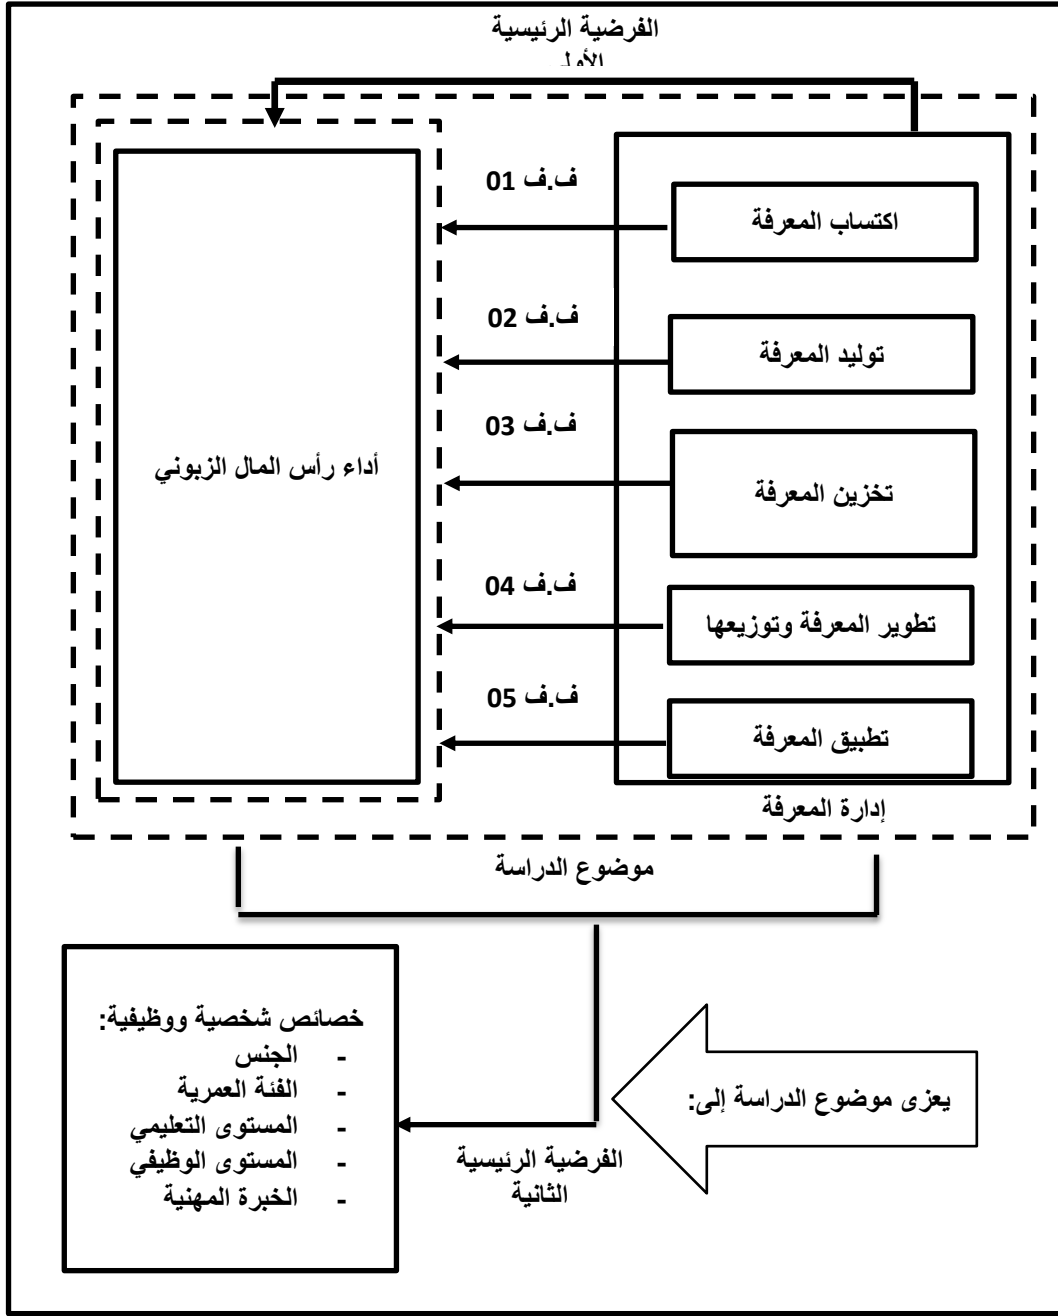 الفرضية الرئيسية
الأولى
ف.ف 01
اكتساب المعرفة
ف.ف 02
توليد المعرفة
ف.ف 03
أداء رأس المال الزبوني
تخزين المعرفة
ف.ف 04
تطوير المعرفة وتوزيعها
ف.ف 05
تطبيق المعرفة
إدارة المعرفة
موضوع الدراسة
خصائص شخصية ووظيفية:
- الجنس
- الفئة العمرية
- المستوى التعليمي
- المستوى الوظيفي
- الخبرة المهنية
يعزى موضوع الدراسة إلى:
الفرضية الرئيسية
الثانية